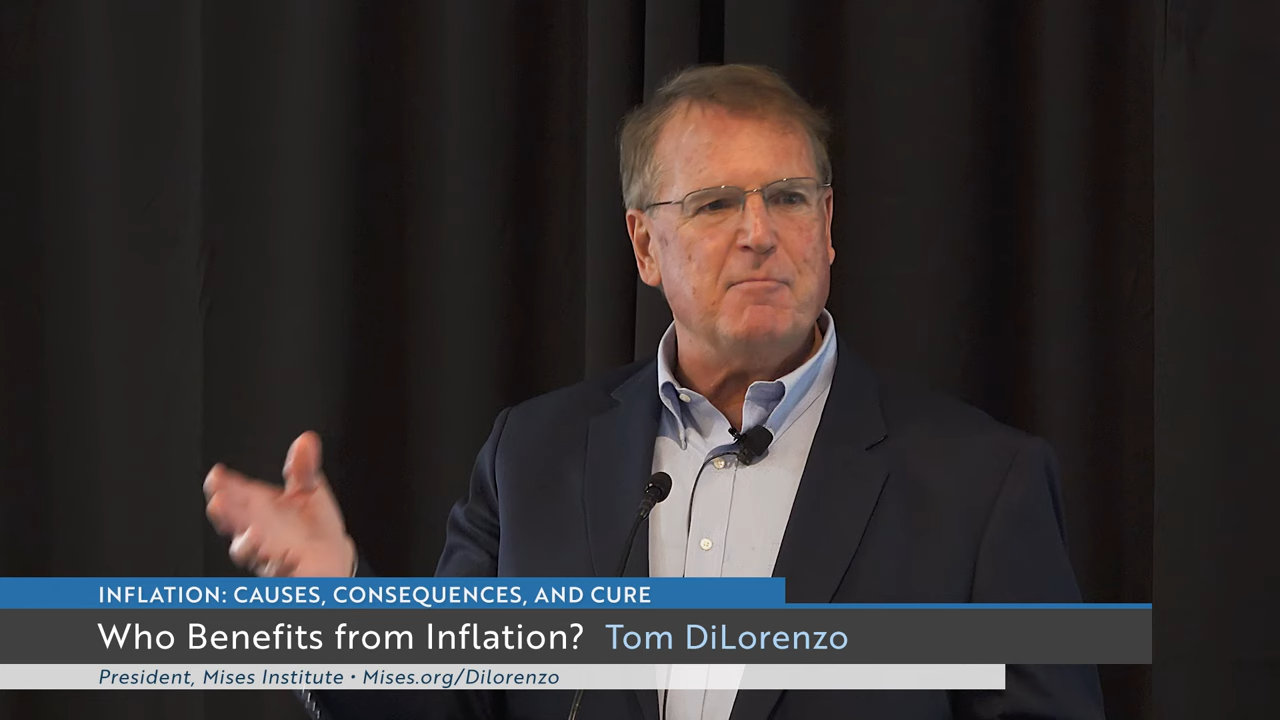 INFLATION: CAUSES, CONSEQUENCES, AND CURE
Who Benefits from Inflation? Tom DiLorenzo
President, Mises Institute • Mises.org/Dilorenzo